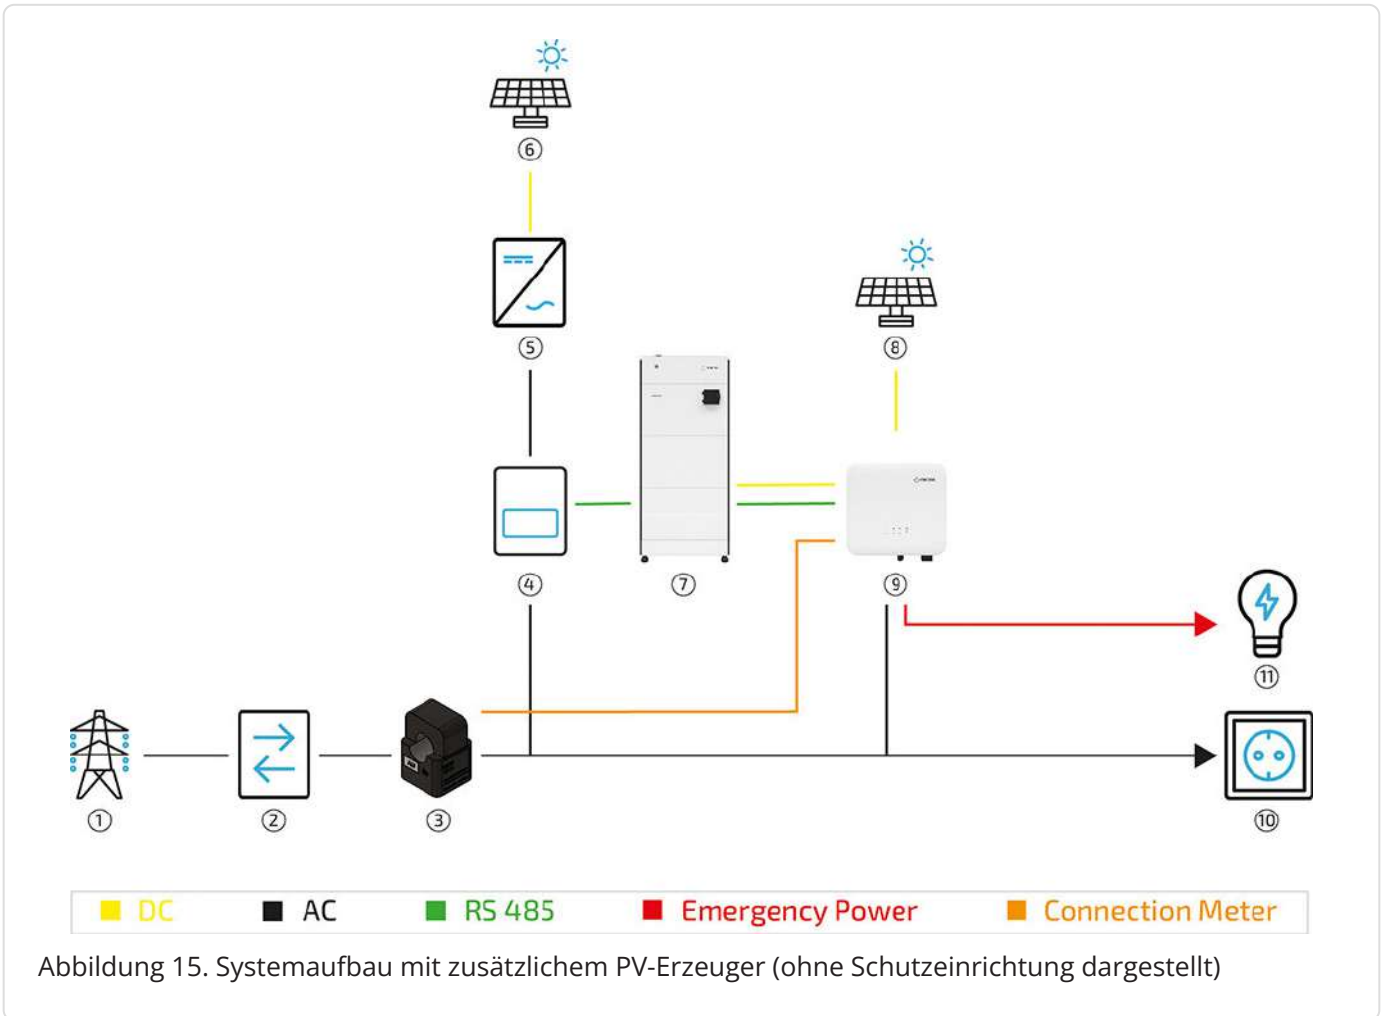 ⑥
⑤
⑧
④
⑦
⑨
⑪
①
②
③
⑩
DC
AC
RS 485
Emergency Power
Connection Meter
Abbildung 15. Systemaufbau mit zusätzlichem PV-Erzeuger (ohne Schutzeinrichtung dargestellt)